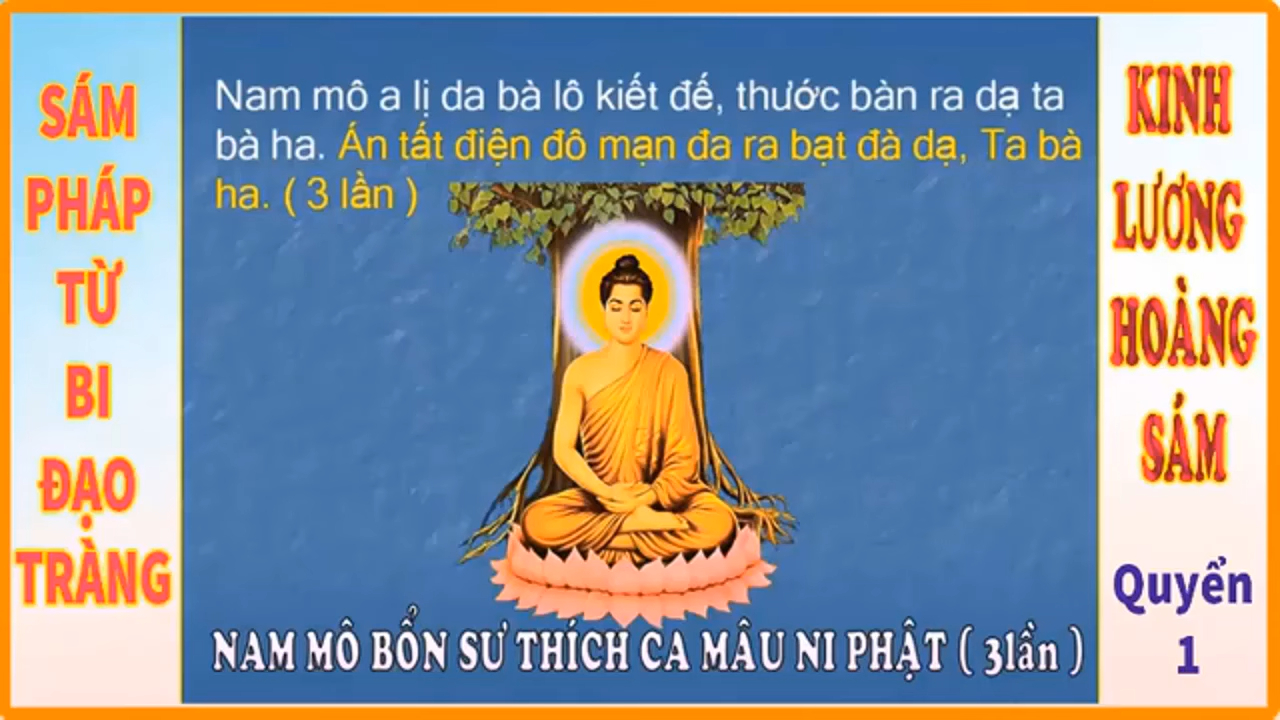 SÁM
PHÁP
TỪ
BI
ĐẠO
TRÀNG
Nam mô a lị da bà lô kiết đế, thước bàn ra dạ ta
bà ha. Án tất điện đô mạn đa ra bạt đà dạ, Ta bà
ha. ( 3 lần )
NAM MÔ BỔN SƯ THÍCH CA MÂU NI PHẬT ( 3lần )
KINH
LƯƠNG
HOÀNG
SÁM
Quyển
1